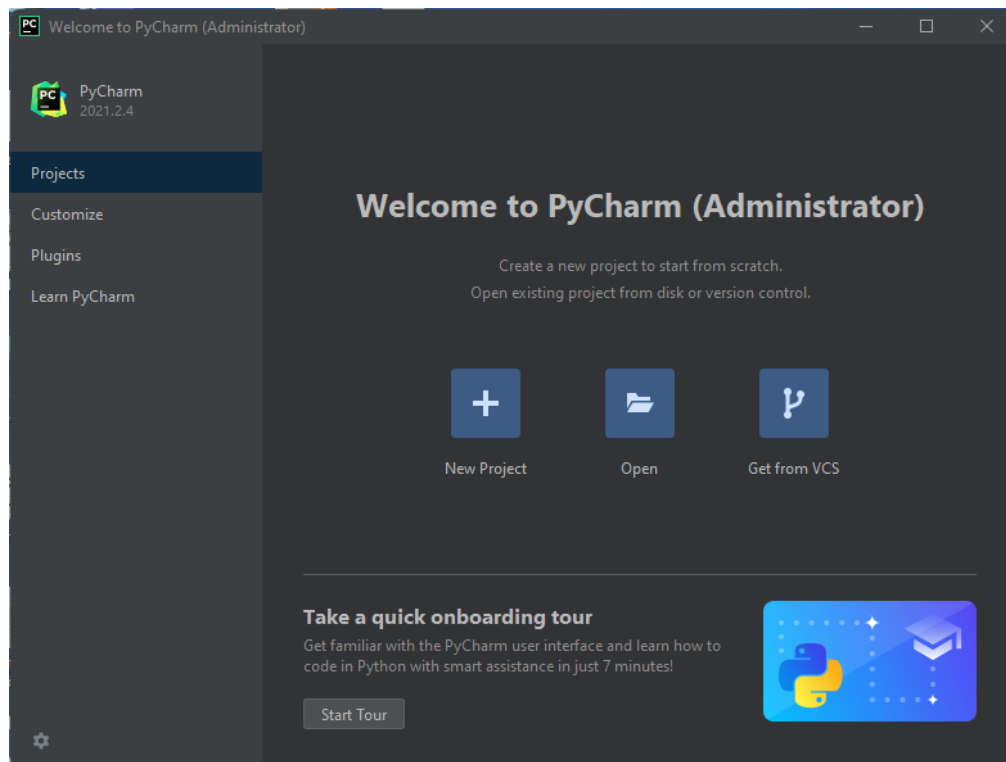 PC Welcome to PyCharm (Administrator)
PC PyCharm
2021.2.4
Projects
Customize
Plugins
Learn PyCharm
Welcome to PyCharm (Administrator)
Create a new project to start from scratch.
Open existing project from disk or version control.
New Project
Open
Get from VCS
Take a quick onboarding tour
Get familiar with the PyCharm user interface and learn how to
code in Python with smart assistance in just 7 minutes!
Start Tour